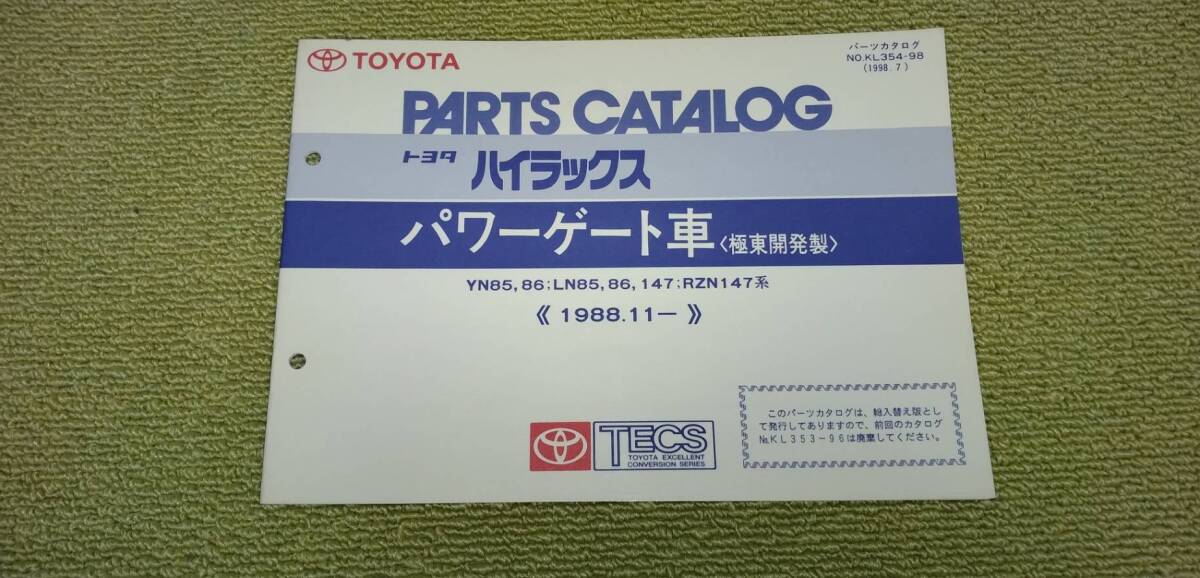 TOYOTA
パーツカタログ
NO.KL354-98
(1998.7)
PARTS CATALOG
トヨタ ハイラックス
パワーゲート車〈極東開発製〉
YN85,86;LN85,86,147;RZN147系
《1988.11ー》
このパーツカタログは、総入替え版とし
て発行してありますので、前回のカタログ
№KL353-96は廃棄してください。
TECS
TOYOTA EXCELLENT
CONVERSION SERIES